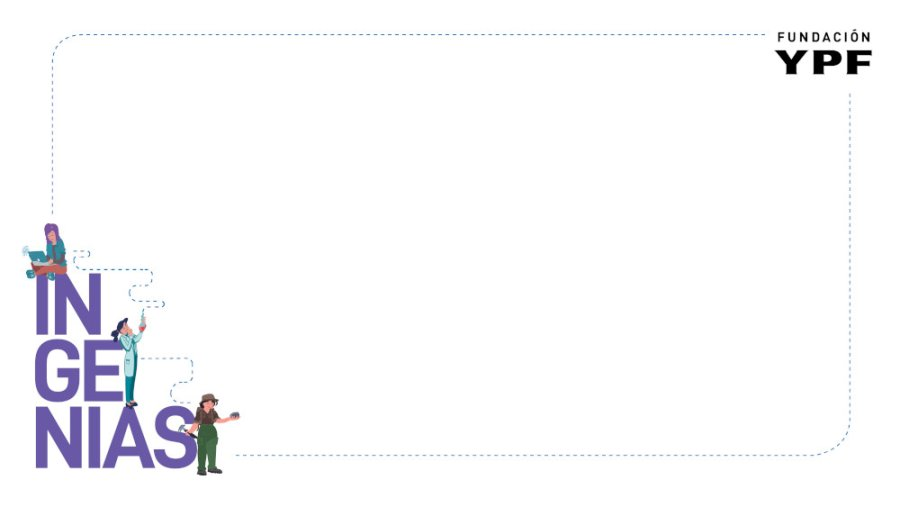 FUNDACIÓN
YPF
IN
GE
NIAS